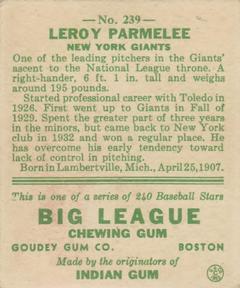 — No. 239 —
LEROY PARMELEE
NEW YORK GIANTS
One of the leading pitchers in the Giants'
ascent to the National League throne. A
right-hander, 6 ft. 1 in. tall and weighs
around 195 pounds.
Started professional career with Toledo in
1926. First went up to Giants in Fall of
1929. Spent the greater part of three years
in the minors, but came back to New York
club in 1932 and won a regular place. He
has overcome his early tendency toward
lack of control in pitching.
Born in Lambertville, Mich., April 25, 1907.
This is one of a series of 240 Baseball Stars
BIG LEAGUE
CHEWING GUM
GOUDEY GUM CO. BOSTON
Made by the originators of
INDIAN GUM